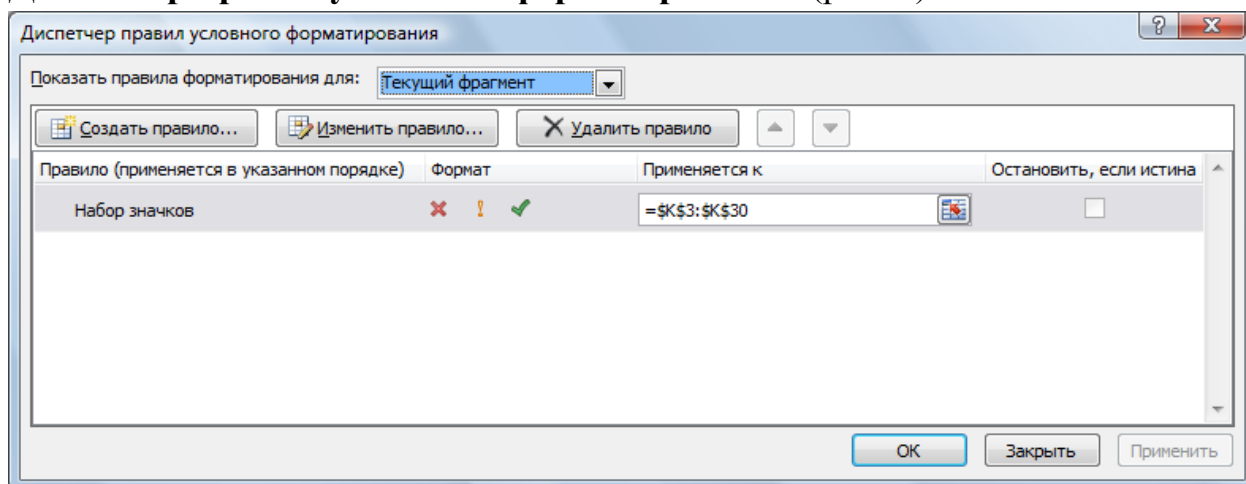 Диспетчер правил условного форматирования
Показать правила форматирования для: Текущий фрагмент
Создать правило... Изменить правило... Удалить правило
Правило (применяется в указанном порядке) Формат Применяется к Остановить, если истина
Набор значков =$K$3:$K$30
ОК Закрыть Применить